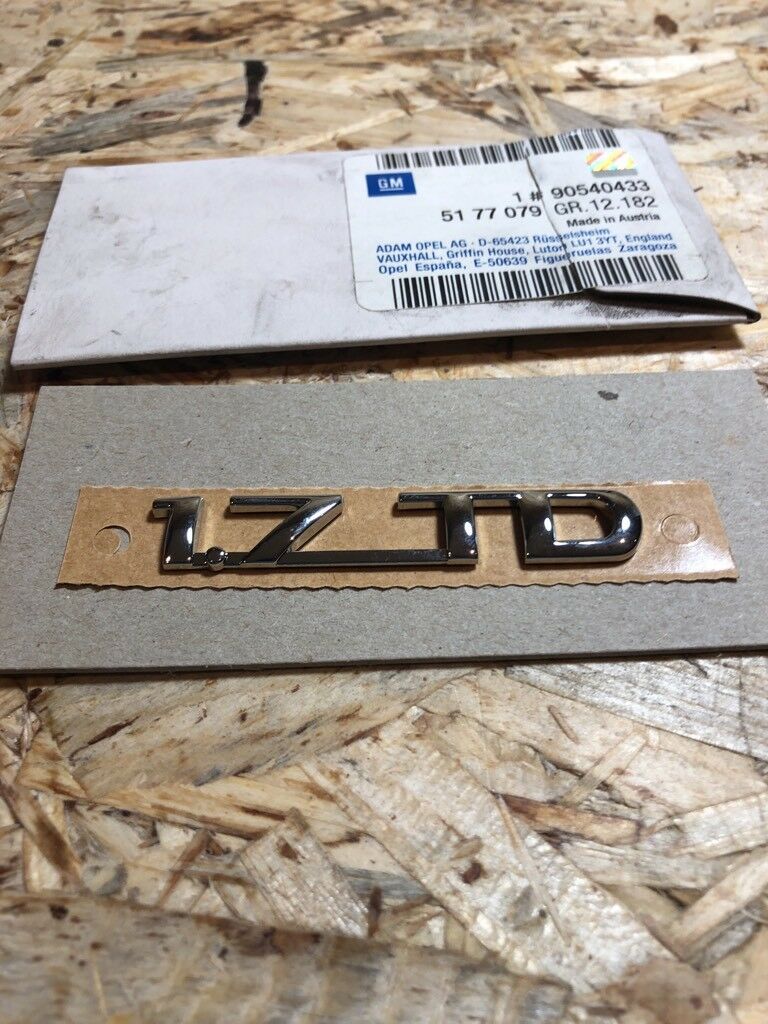 GM
1 # 90540433
51 77 079 GR.12.182
Made in Austria
ADAM OPEL AG · D-65423 Rüsselsheim
VAUXHALL, Griffin House, Luton LU1 3YT, England
Opel España, E-50639 Figueruelas Zaragoza
1.7 TD